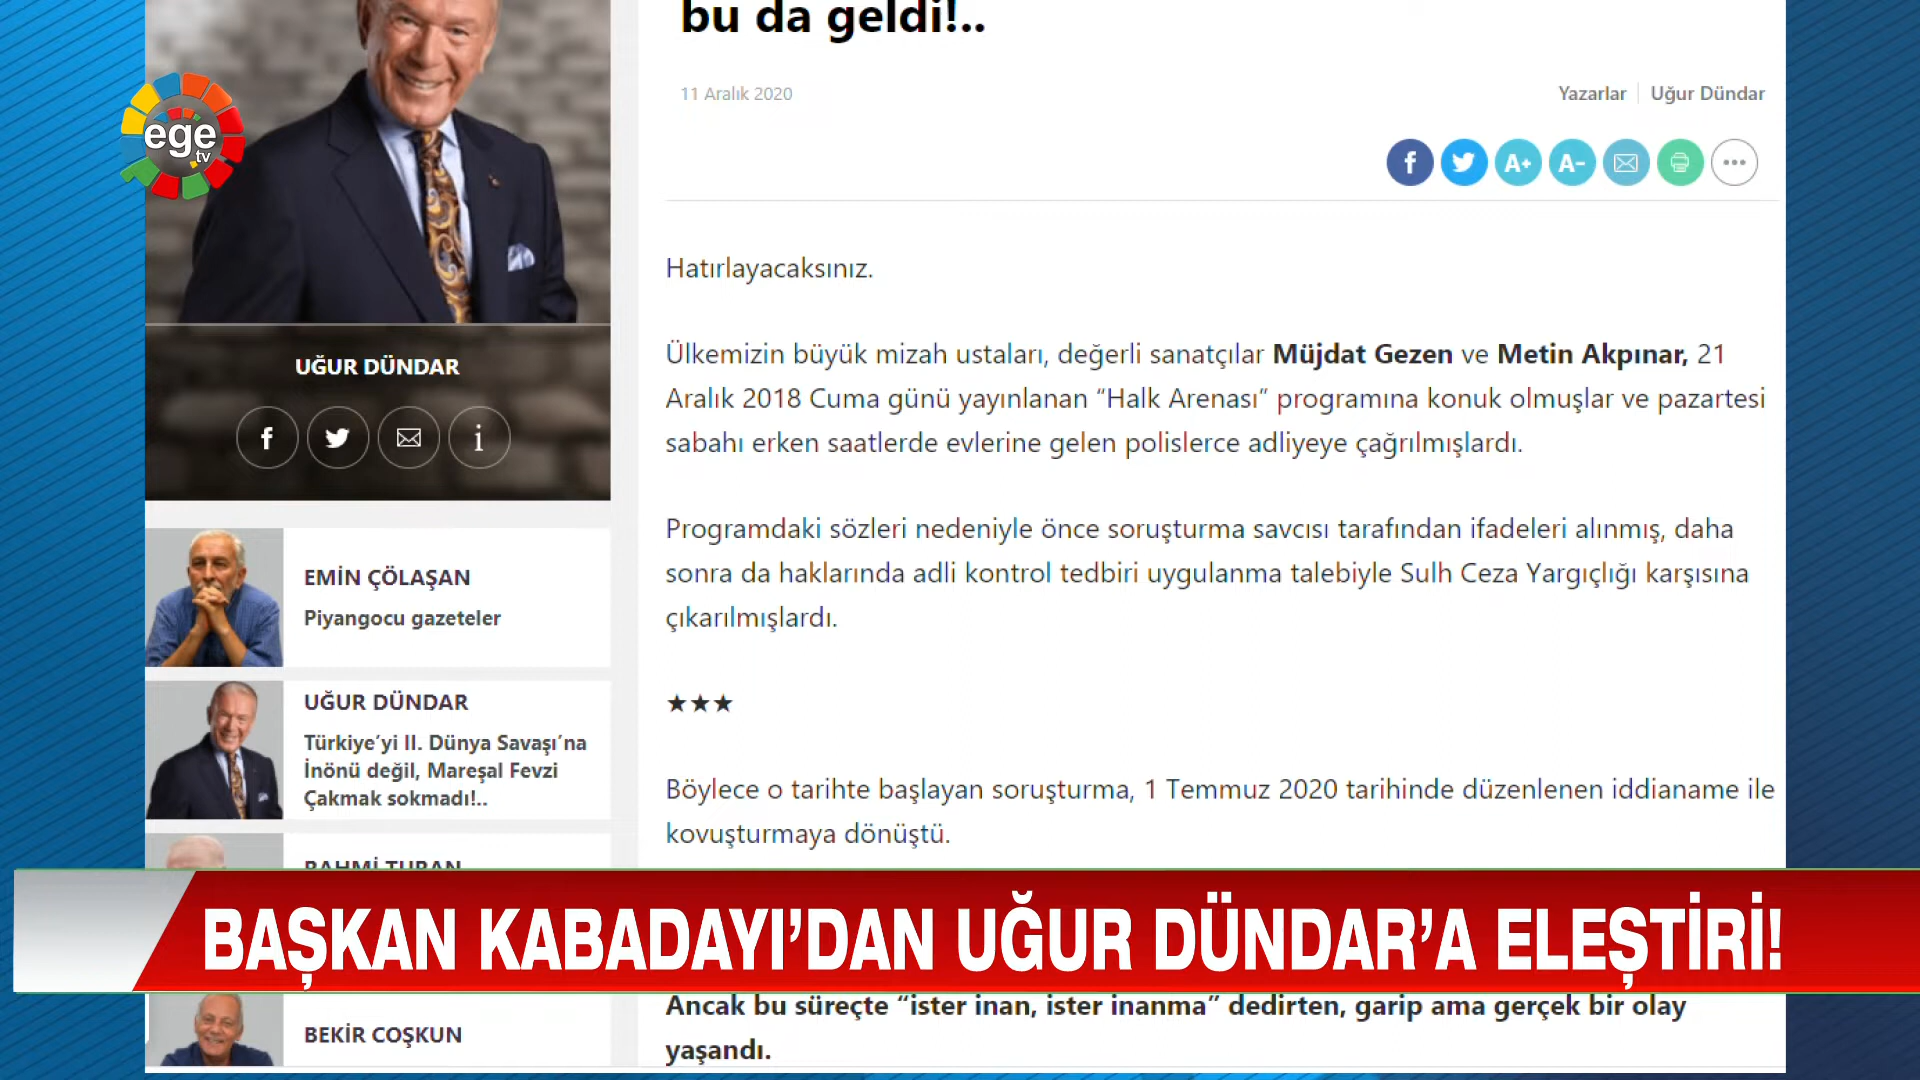 bu da geldi!..
11 Aralık 2020
Yazarlar
Uğur Dündar
ege
tv
A+
A-
Hatırlayacaksınız.
Ülkemizin büyük mizah ustaları, değerli sanatçılar Müjdat Gezen ve Metin Akpınar, 21
Aralık 2018 Cuma günü yayınlanan “Halk Arenası” programına konuk olmuşlar ve pazartesi
sabahı erken saatlerde evlerine gelen polislerce adliyeye çağrılmışlardı.
Programdaki sözleri nedeniyle önce soruşturma savcısı tarafından ifadeleri alınmış, daha
sonra da haklarında adli kontrol tedbiri uygulanma talebiyle Sulh Ceza Yargıçlığı karşısına
çıkarılmışlardı.
★★★
Böylece o tarihte başlayan soruşturma, 1 Temmuz 2020 tarihinde düzenlenen iddianame ile
kovuşturmaya dönüştü.
Ancak bu süreçte “ister inan, ister inanma” dedirten, garip ama gerçek bir olay
yaşandı.
UĞUR DÜNDAR
EMİN ÇÖLAŞAN
Piyangocu gazeteler
UĞUR DÜNDAR
Türkiye’yi II. Dünya Savaşı’na
İnönü değil, Mareşal Fevzi
Çakmak sokmadı!..
RAHMİ TURAN
BEKİR COŞKUN
BAŞKAN KABADAYI’DAN UĞUR DÜNDAR’A ELEŞTİRİ!